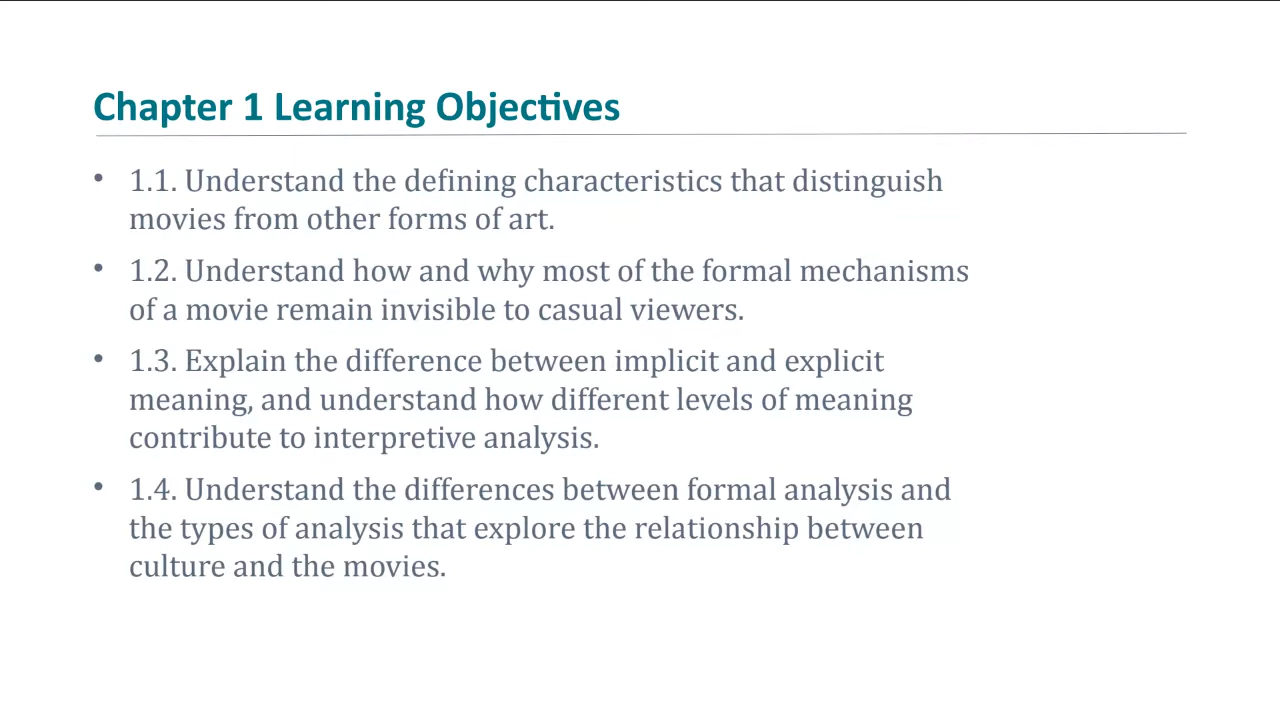 Chapter 1 Learning Objectives
• 1.1. Understand the defining characteristics that distinguish
movies from other forms of art.
• 1.2. Understand how and why most of the formal mechanisms
of a movie remain invisible to casual viewers.
• 1.3. Explain the difference between implicit and explicit
meaning, and understand how different levels of meaning
contribute to interpretive analysis.
• 1.4. Understand the differences between formal analysis and
the types of analysis that explore the relationship between
culture and the movies.